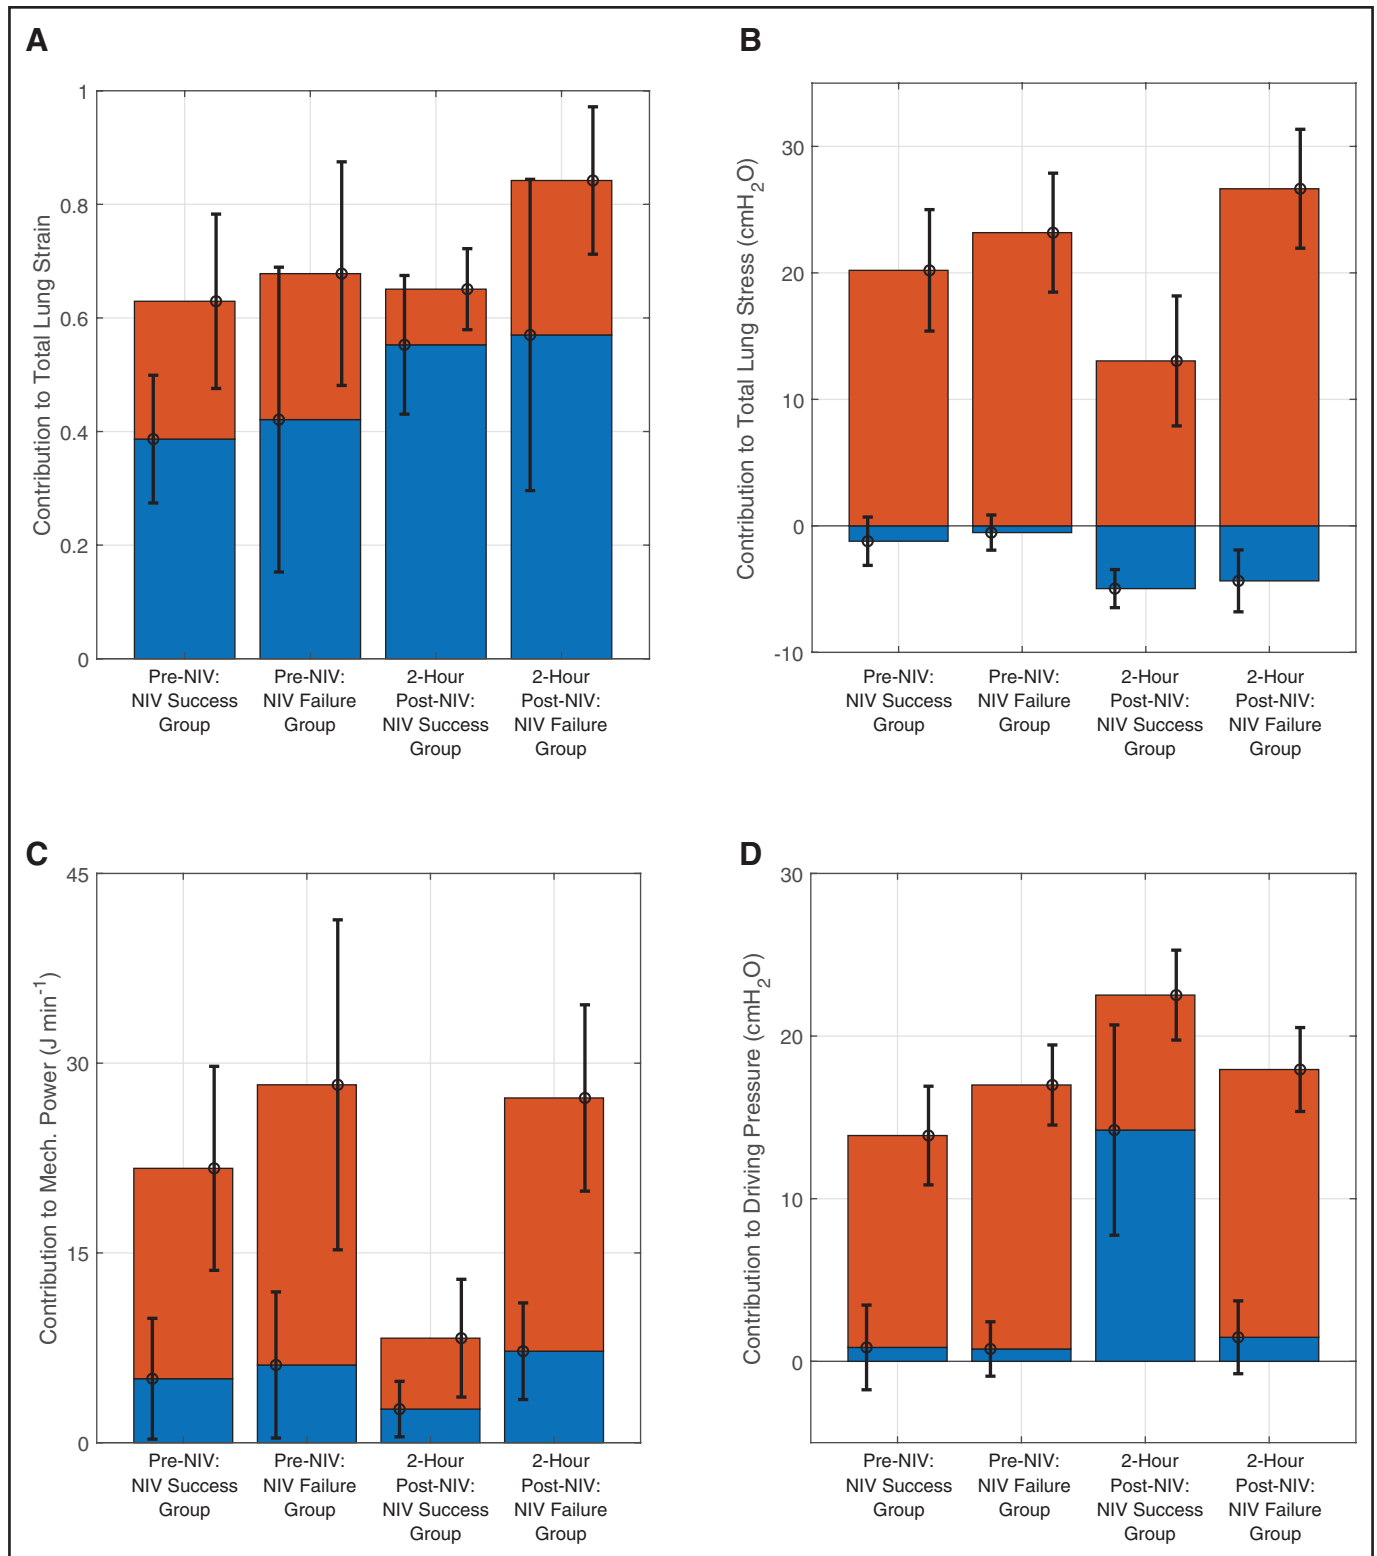 A
Contribution to Total Lung Strain
1
0.8
0.6
0.4
0.2
0
Pre-NIV:
NIV Success
Group
Pre-NIV:
NIV Failure
Group
2-Hour
Post-NIV:
NIV Success
Group
2-Hour
Post-NIV:
NIV Failure
Group
B
Contribution to Total Lung Stress (cmH2O)
30
20
10
0
-10
Pre-NIV:
NIV Success
Group
Pre-NIV:
NIV Failure
Group
2-Hour
Post-NIV:
NIV Success
Group
2-Hour
Post-NIV:
NIV Failure
Group
C
Contribution to Mech. Power (J min-1)
45
30
15
0
Pre-NIV:
NIV Success
Group
Pre-NIV:
NIV Failure
Group
2-Hour
Post-NIV:
NIV Success
Group
2-Hour
Post-NIV:
NIV Failure
Group
D
Contribution to Driving Pressure (cmH2O)
30
20
10
0
Pre-NIV:
NIV Success
Group
Pre-NIV:
NIV Failure
Group
2-Hour
Post-NIV:
NIV Success
Group
2-Hour
Post-NIV:
NIV Failure
Group